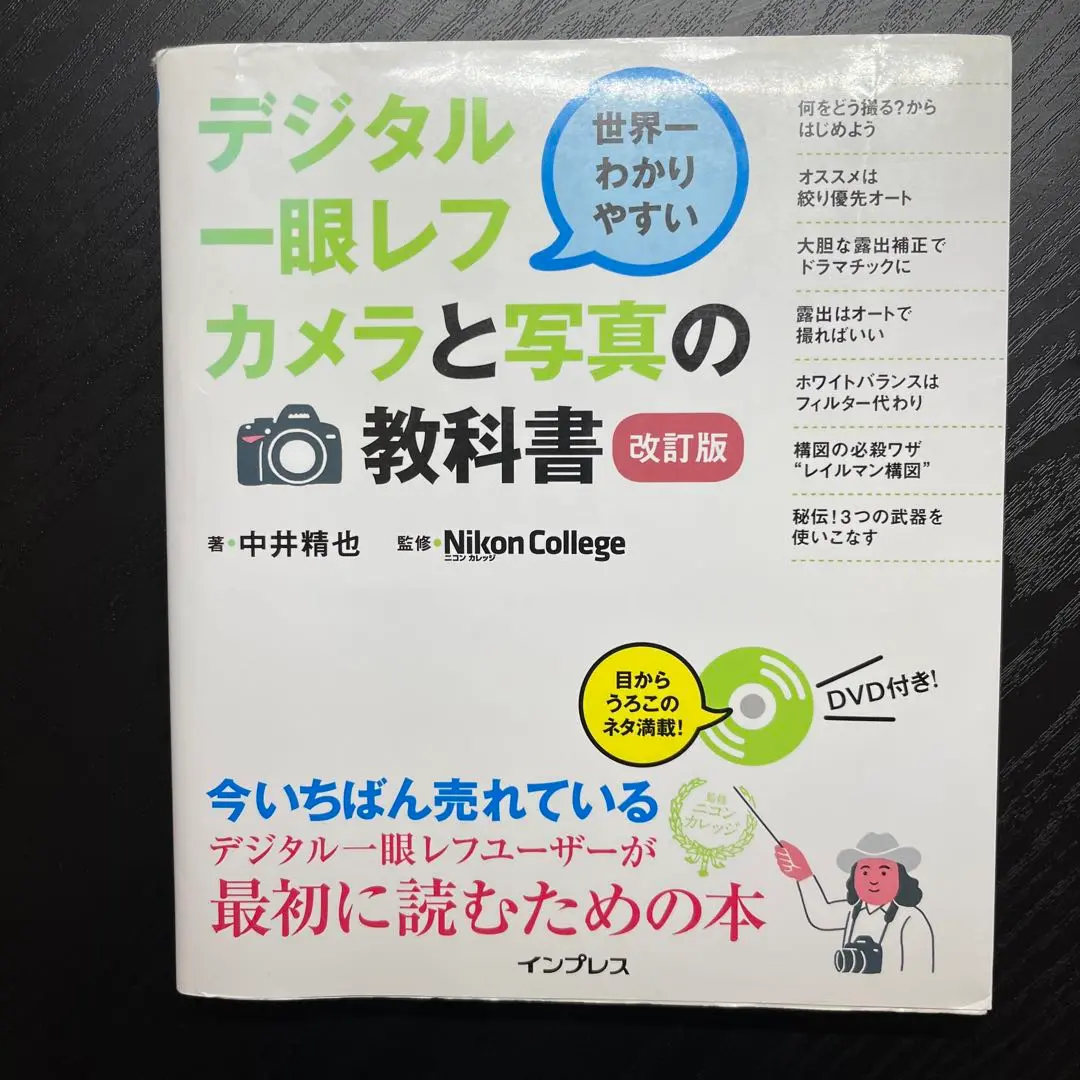 デジタル
一眼レフ
カメラと写真の
教科書 改訂版
世界一
わかり
やすい
著・中井精也 監修・Nikon College
ニコン カレッジ
何をどう撮る?から
はじめよう
オススメは
絞り優先オート
大胆な露出補正で
ドラマチックに
露出はオートで
撮ればいい
ホワイトバランスは
フィルター代わり
構図の必殺ワザ
“レイルマン構図”
秘伝!3つの武器を
使いこなす
目から
うろこの
ネタ満載!
DVD付き!
今いちばん売れている
デジタル一眼レフユーザーが
最初に読むための本
監修
ニコン
カレッジ
インプレス